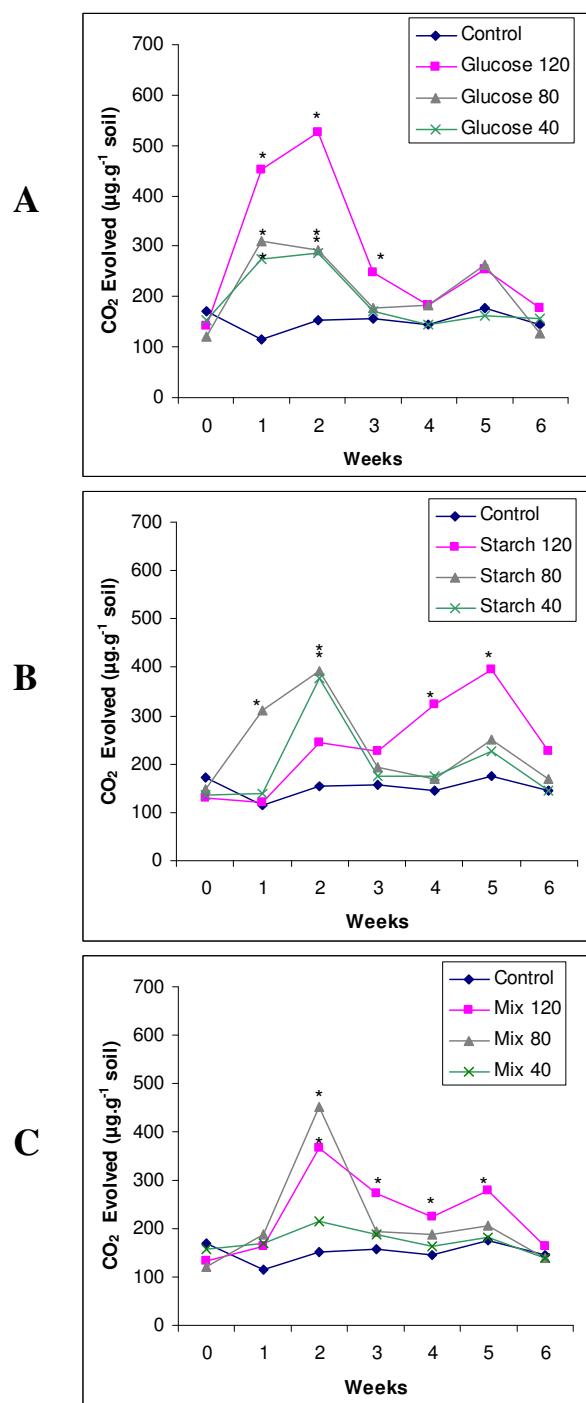 A
CO₂ Evolved (µg.g⁻¹ soil)
700
600
500
400
300
200
100
0
Control
Glucose 120
Glucose 80
Glucose 40
*
*
*
*
*
*
*
*
0 1 2 3 4 5 6
Weeks
B
CO₂ Evolved (µg.g⁻¹ soil)
700
600
500
400
300
200
100
0
Control
Starch 120
Starch 80
Starch 40
*
*
*
*
*
0 1 2 3 4 5 6
Weeks
C
CO₂ Evolved (µg.g⁻¹ soil)
700
600
500
400
300
200
100
0
Control
Mix 120
Mix 80
Mix 40
*
*
*
*
*
0 1 2 3 4 5 6
Weeks